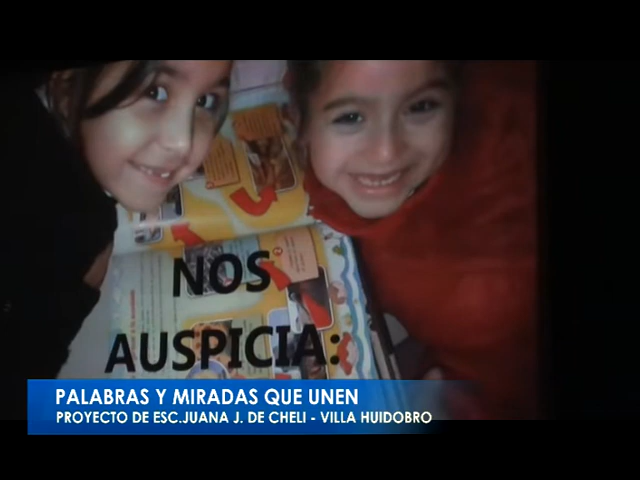 NOS
AUSPICIA:
PALABRAS Y MIRADAS QUE UNEN
PROYECTO DE ESC.JUANA J. DE CHELI - VILLA HUIDOBRO